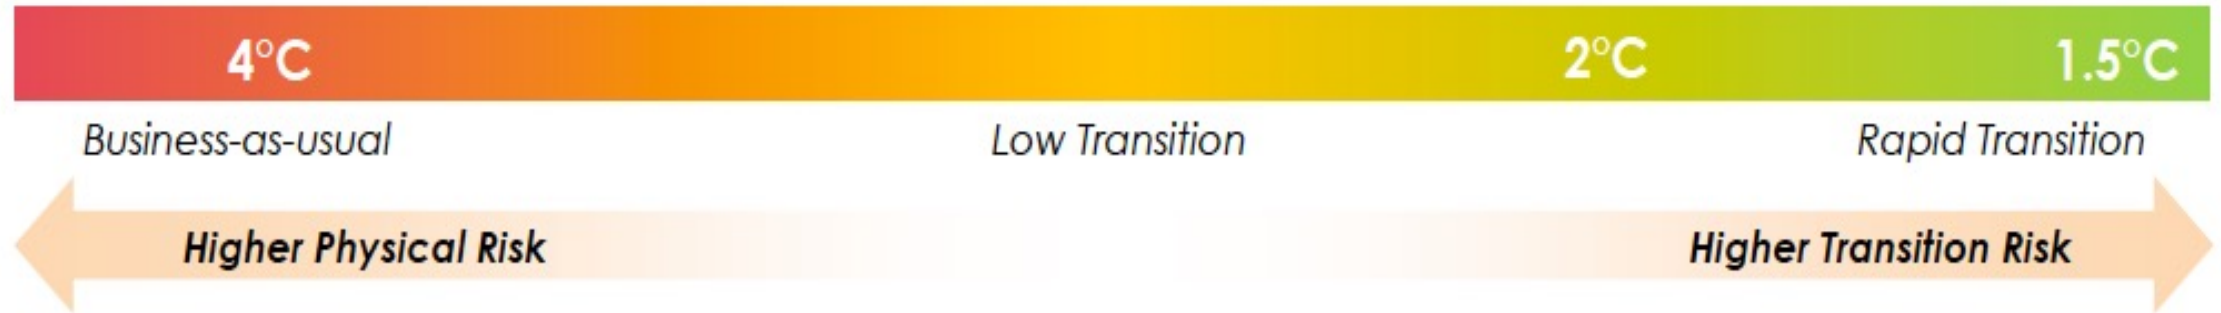 4°C 2°C 1.5°C
Business-as-usual Low Transition Rapid Transition
Higher Physical Risk Higher Transition Risk